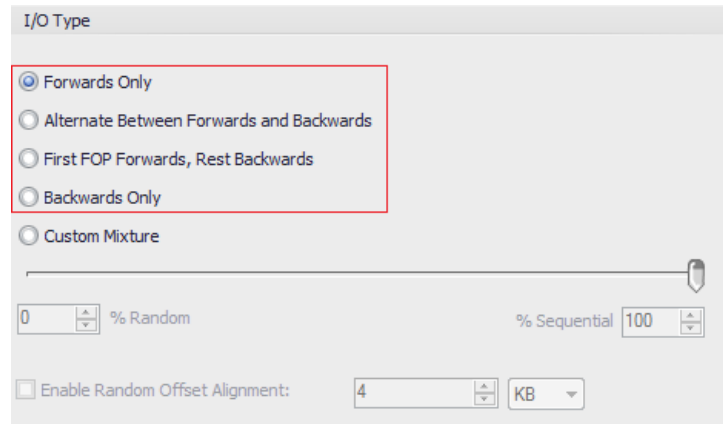 I/O Type
Forwards Only
Alternate Between Forwards and Backwards
First FOP Forwards, Rest Backwards
Backwards Only
Custom Mixture
0 % Random % Sequential 100
Enable Random Offset Alignment: 4 KB